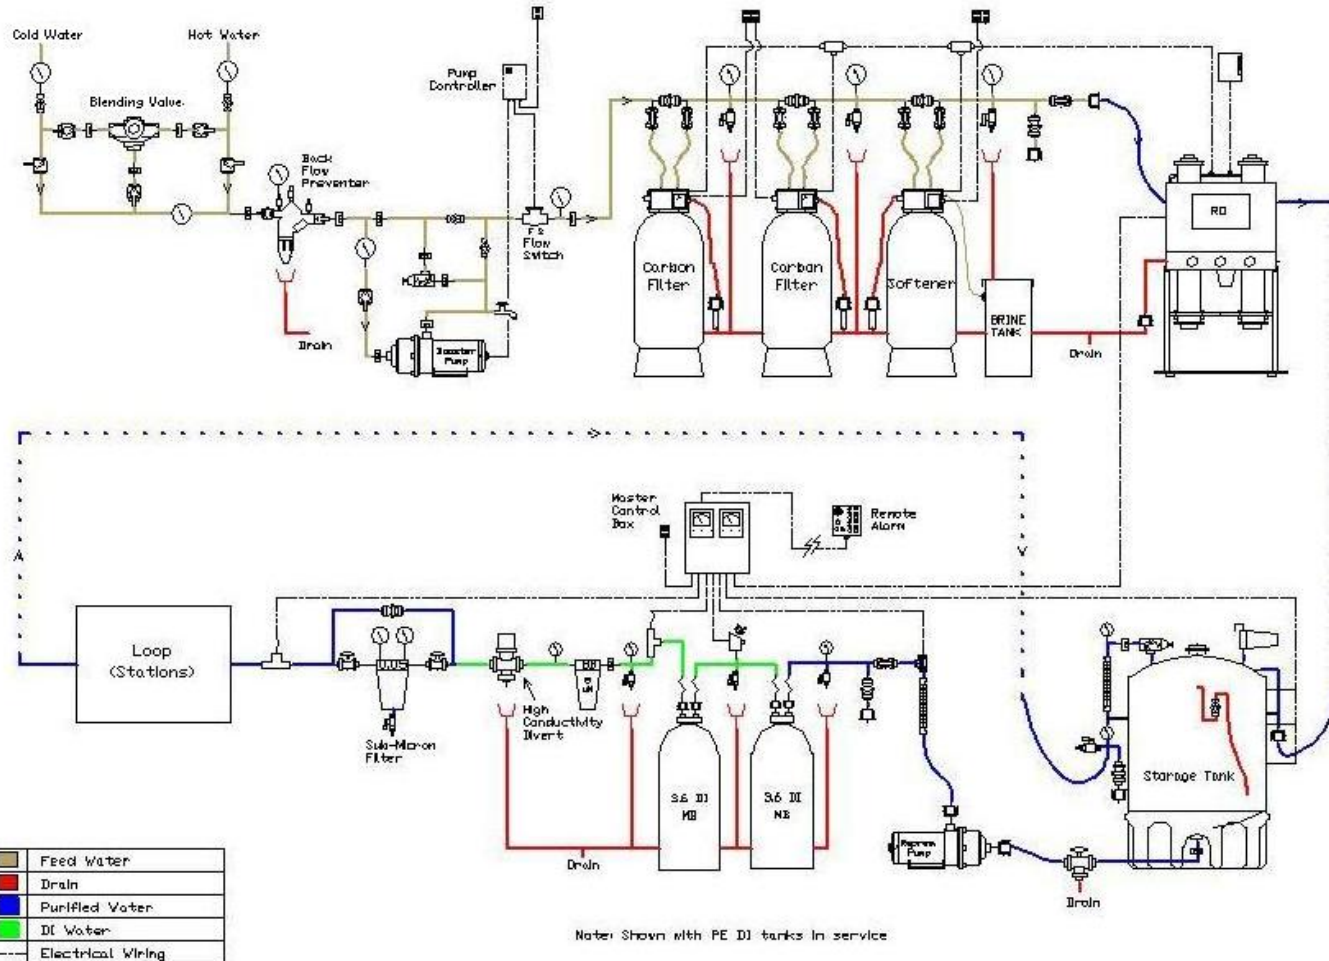 Cold Water
Hot Water
Blending Valve
Back
Flow
Preventer
Drain
Pump
Controller
F S
Flow
Switch
Booster
Pump
Carbon
Filter
Carbon
Filter
Softener
BRINE
TANK
Drain
RO
Master
Control
Box
Remote
Alarm
Loop
(Stations)
Sub-Micron
Filter
High
Conductivity
Divert
3.6 DI
MB
3.6 DI
MB
Drain
Repress
Pump
Drain
Storage Tank
Feed Water
Drain
Purified Water
DI Water
Electrical Wiring
Note: Shown with PE DI tanks in service